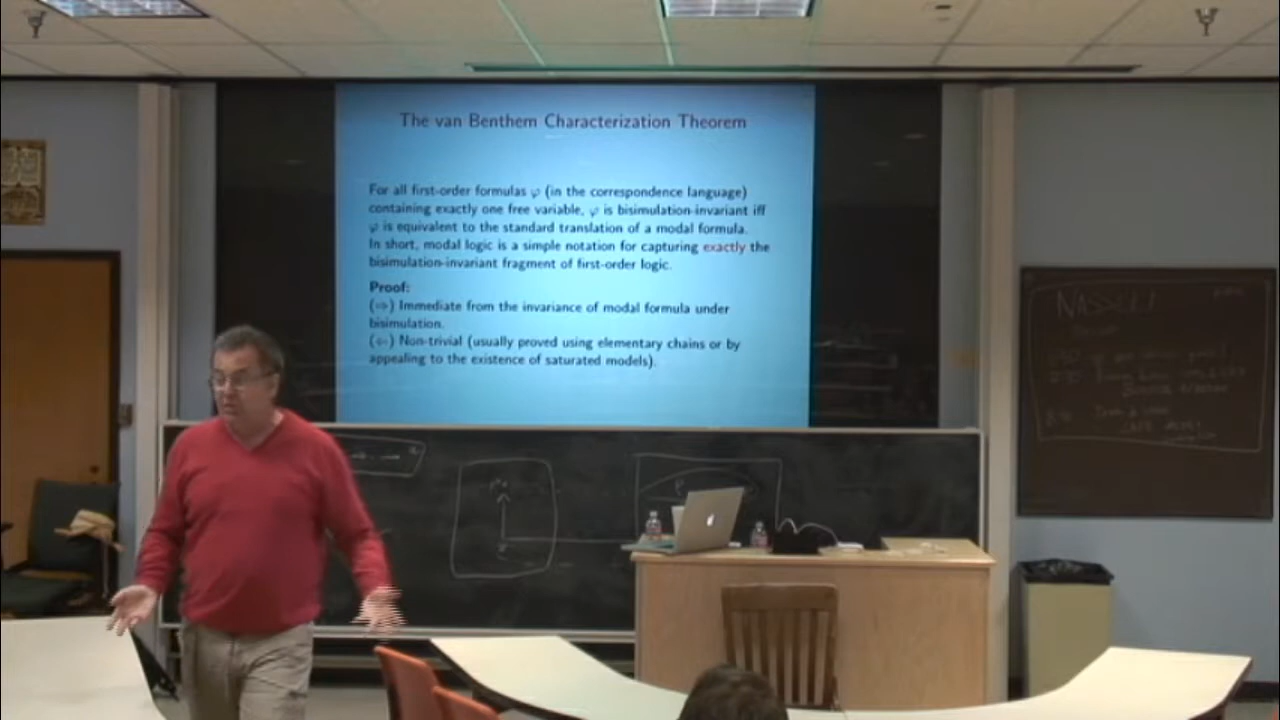 The van Benthem Characterization Theorem
For all first-order formulas φ (in the correspondence language)
containing exactly one free variable, φ is bisimulation-invariant iff
φ is equivalent to the standard translation of a modal formula.
In short, modal logic is a simple notation for capturing exactly the
bisimulation-invariant fragment of first-order logic.
Proof:
(⇒) Immediate from the invariance of modal formula under
bisimulation.
(⇐) Non-trivial (usually proved using elementary chains or by
appealing to the existence of saturated models).
NASSLLI